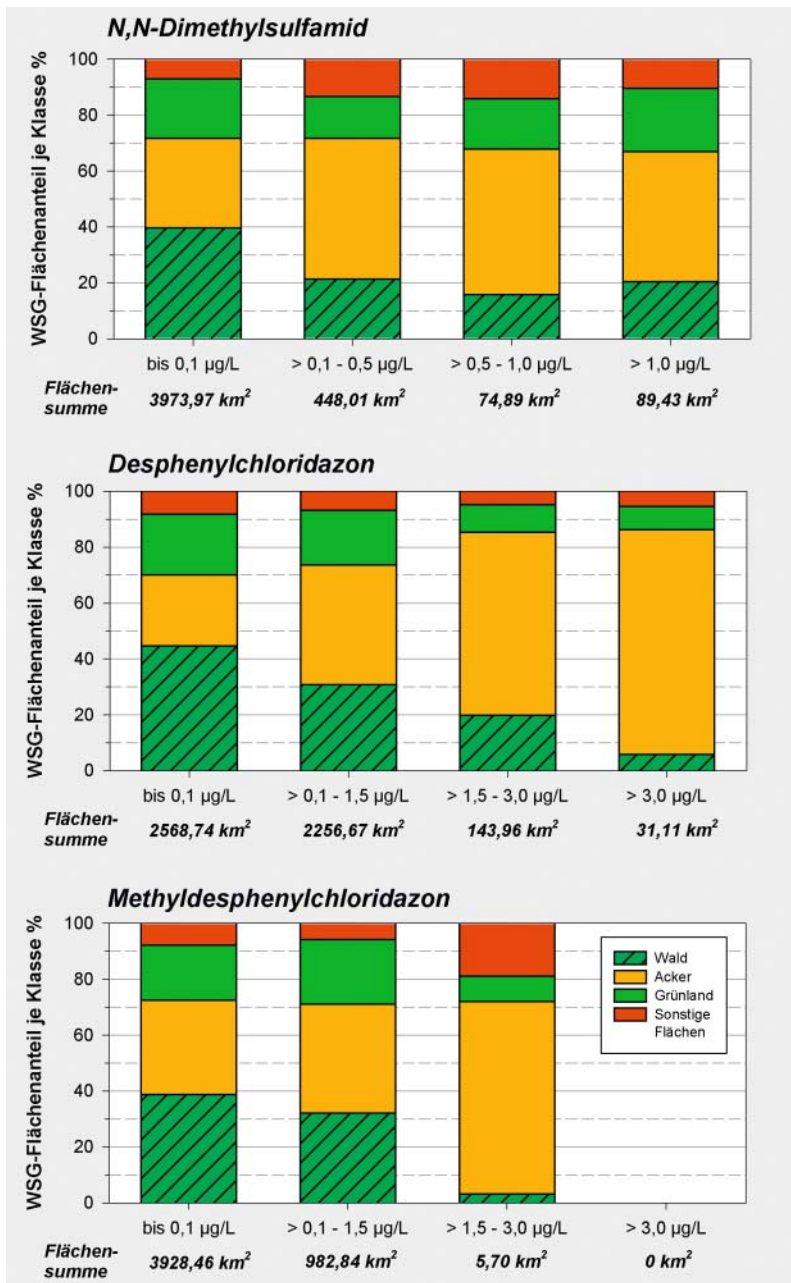 N,N-Dimethylsulfamid
WSG-Flächenanteil je Klasse %
100
80
60
40
20
0
bis 0,1 µg/L > 0,1 - 0,5 µg/L > 0,5 - 1,0 µg/L > 1,0 µg/L
Flächen-
summe 3973,97 km² 448,01 km² 74,89 km² 89,43 km²
Desphenylchloridazon
WSG-Flächenanteil je Klasse %
100
80
60
40
20
0
bis 0,1 µg/L > 0,1 - 1,5 µg/L > 1,5 - 3,0 µg/L > 3,0 µg/L
Flächen-
summe 2568,74 km² 2256,67 km² 143,96 km² 31,11 km²
Methyldesphenylchloridazon
WSG-Flächenanteil je Klasse %
100
80
60
40
20
0
Wald
Acker
Grünland
Sonstige
Flächen
bis 0,1 µg/L > 0,1 - 1,5 µg/L > 1,5 - 3,0 µg/L > 3,0 µg/L
Flächen-
summe 3928,46 km² 982,84 km² 5,70 km² 0 km²